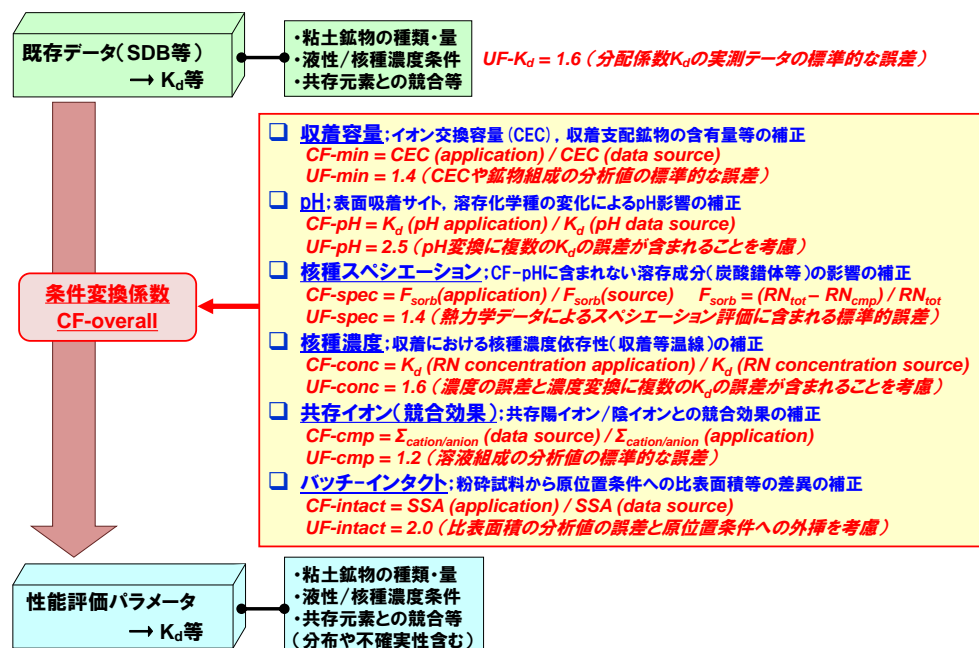 既存データ(SDB等)
→ Kd等
・粘土鉱物の種類・量
・液性/核種濃度条件
・共存元素との競合等
UF-Kd = 1.6 (分配係数Kdの実測データの標準的な誤差)
❑ 収着容量;イオン交換容量(CEC),収着支配鉱物の含有量等の補正
CF-min = CEC (application) / CEC (data source)
UF-min = 1.4 (CECや鉱物組成の分析値の標準的な誤差)
❑ pH;表面吸着サイト,溶存化学種の変化によるpH影響の補正
CF-pH = Kd (pH application) / Kd (pH data source)
UF-pH = 2.5 (pH変換に複数のKdの誤差が含まれることを考慮)
❑ 核種スペシエーション;CF-pHに含まれない溶存成分(炭酸錯体等)の影響の補正
CF-spec = Fsorb(application) / Fsorb(source) Fsorb = (RNtot – RNcmp) / RNtot
UF-spec = 1.4 (熱力学データによるスペシエーション評価に含まれる標準的誤差)
❑ 核種濃度;収着における核種濃度依存性(収着等温線)の補正
CF-conc = Kd (RN concentration application) / Kd (RN concentration source)
UF-conc = 1.6 (濃度の誤差と濃度変換に複数のKdの誤差が含まれることを考慮)
❑ 共存イオン(競合効果);共存陽イオン/陰イオンとの競合効果の補正
CF-cmp = Σcation/anion (data source) / Σcation/anion (application)
UF-cmp = 1.2 (溶液組成の分析値の標準的な誤差)
❑ バッチ-インタクト;粉砕試料から原位置条件への比表面積等の差異の補正
CF-intact = SSA (application) / SSA (data source)
UF-intact = 2.0 (比表面積の分析値の誤差と原位置条件への外挿を考慮)
条件変換係数
CF-overall
性能評価パラメータ
→ Kd等
・粘土鉱物の種類・量
・液性/核種濃度条件
・共存元素との競合等
(分布や不確実性含む)